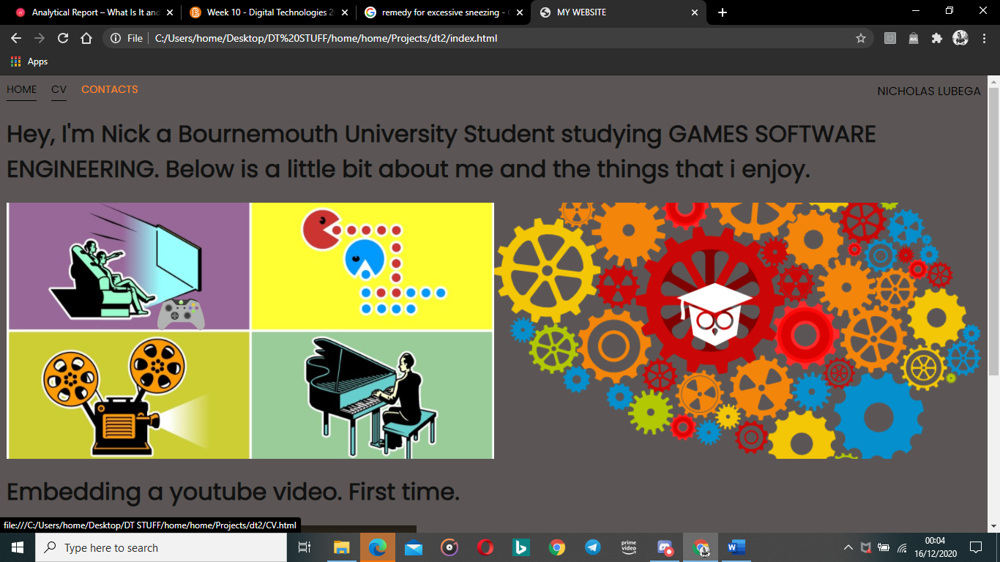 Analytical Report – What Is It and
Week 10 - Digital Technologies 20
remedy for excessive sneezing - G
MY WEBSITE
File
C:/Users/home/Desktop/DT%20STUFF/home/home/Projects/dt2/index.html
AVG
Apps
HOME CV CONTACTS
NICHOLAS LUBEGA
Hey, I'm Nick a Bournemouth University Student studying GAMES SOFTWARE
ENGINEERING. Below is a little bit about me and the things that i enjoy.
Embedding a youtube video. First time.
file:///C:/Users/home/Desktop/DT STUFF/home/home/Projects/dt2/CV.html
Type here to search
prime
video
00:04
16/12/2020